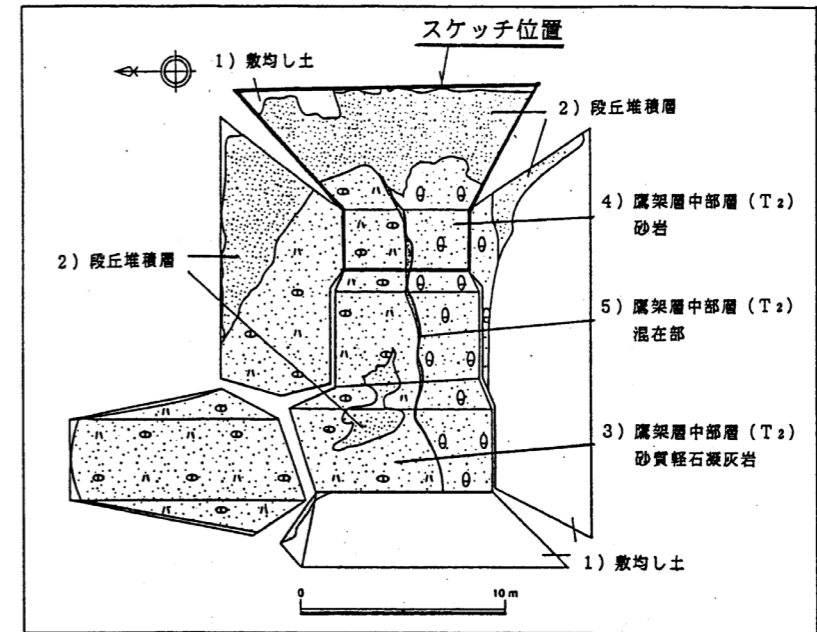 スケッチ位置
1) 敷均し土
2) 段丘堆積層
4) 鷹架層中部層 (T2)
砂岩
2) 段丘堆積層
5) 鷹架層中部層 (T2)
混在部
3) 鷹架層中部層 (T2)
砂質軽石凝灰岩
1) 敷均し土
0 10 m